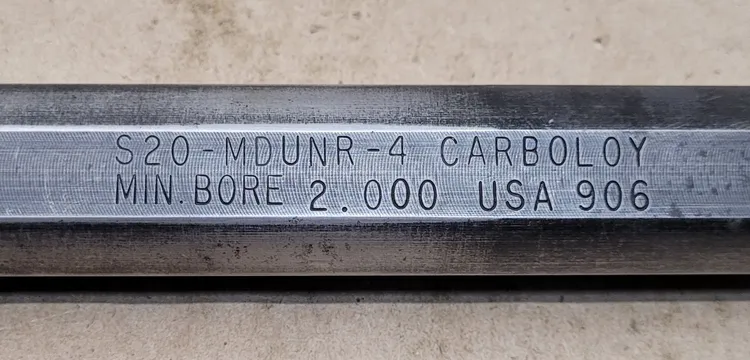 S20-MDUNR-4 CARBOLOY
MIN. BORE 2.000 USA 906